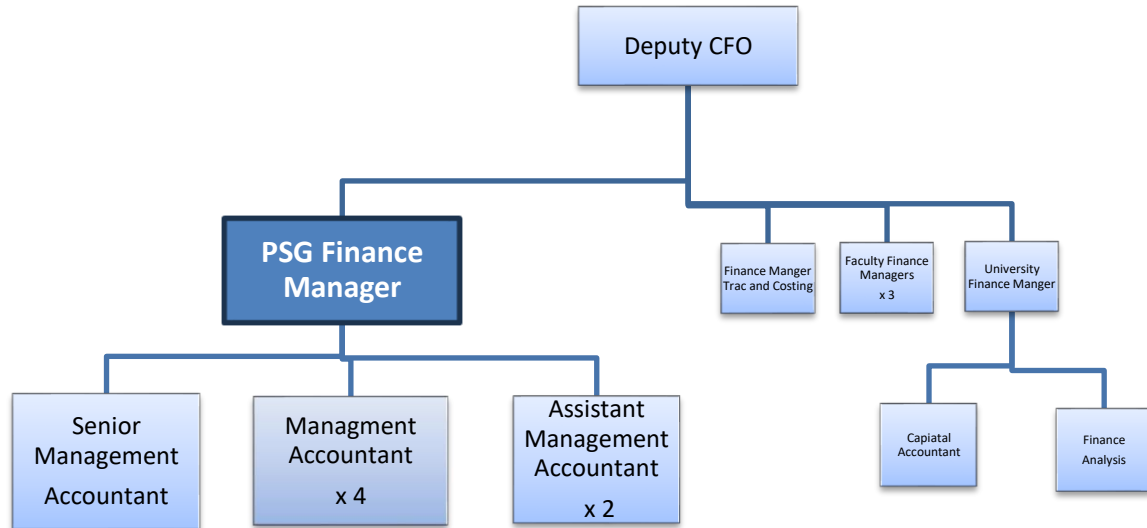 Deputy CFO
PSG Finance
Manager
Finance Manger
Trac and Costing
Faculty Finance
Managers
x 3
University
Finance Manger
Senior
Management
Accountant
Managment
Accountant
x 4
Assistant
Management
Accountant
x 2
Capiatal
Accountant
Finance
Analysis